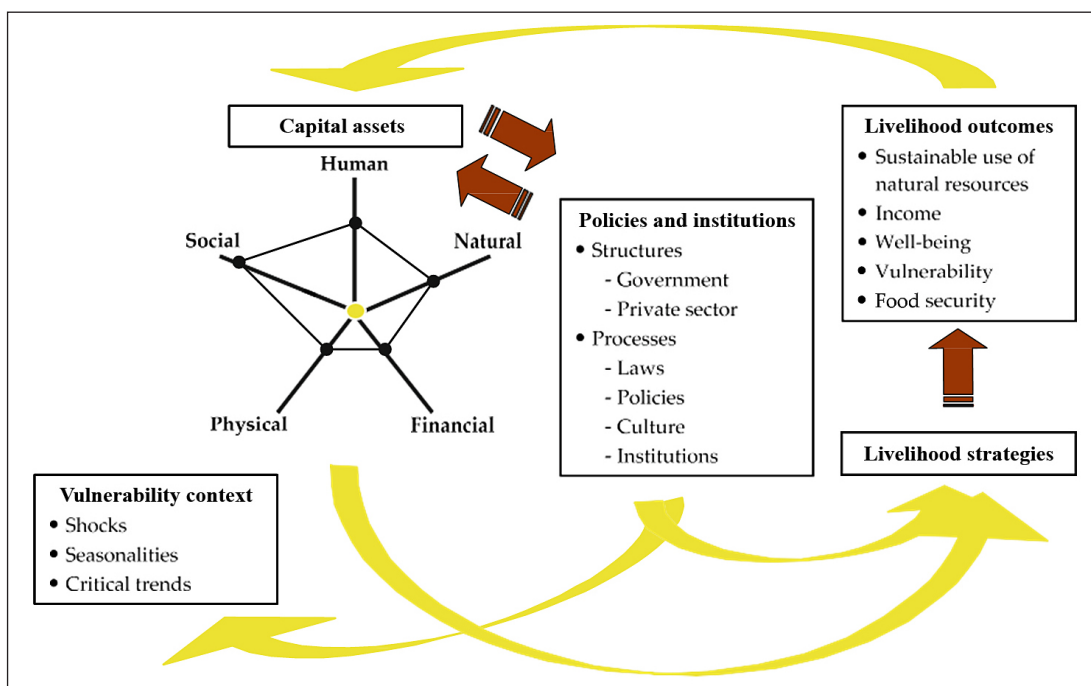 Capital assets
Human
Social
Natural
Physical
Financial
Vulnerability context
• Shocks
• Seasonalities
• Critical trends
Policies and institutions
• Structures
- Government
- Private sector
• Processes
- Laws
- Policies
- Culture
- Institutions
Livelihood outcomes
• Sustainable use of
natural resources
• Income
• Well-being
• Vulnerability
• Food security
Livelihood strategies